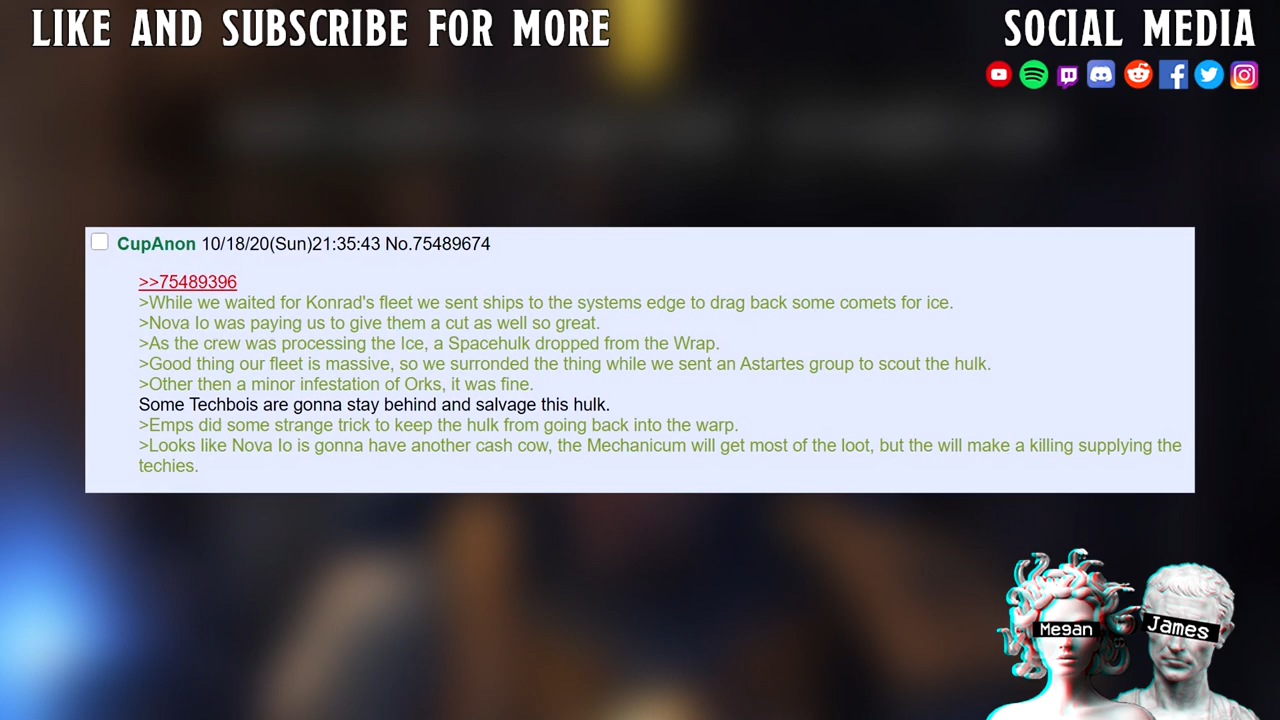 LIKE AND SUBSCRIBE FOR MORE
SOCIAL MEDIA
CupAnon 10/18/20(Sun)21:35:43 No.75489674
>>75489396
>While we waited for Konrad's fleet we sent ships to the systems edge to drag back some comets for ice.
>Nova Io was paying us to give them a cut as well so great.
>As the crew was processing the Ice, a Spacehulk dropped from the Wrap.
>Good thing our fleet is massive, so we surronded the thing while we sent an Astartes group to scout the hulk.
>Other then a minor infestation of Orks, it was fine.
Some Techbois are gonna stay behind and salvage this hulk.
>Emps did some strange trick to keep the hulk from going back into the warp.
>Looks like Nova Io is gonna have another cash cow, the Mechanicum will get most of the loot, but the will make a killing supplying the
techies.
Megan
James